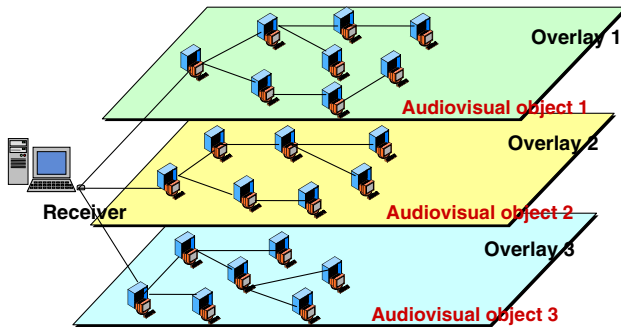 Overlay 1
Audiovisual object 1
Overlay 2
Receiver
Audiovisual object 2
Overlay 3
Audiovisual object 3